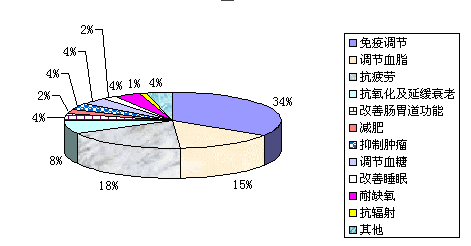 2%
4%
4%
2%
4%
8%
18%
15%
34%
4%
1%
4%
免疫调节
调节血脂
抗疲劳
抗氧化及延缓衰老
改善肠胃道功能
减肥
抑制肿瘤
调节血糖
改善睡眠
耐缺氧
抗辐射
其他